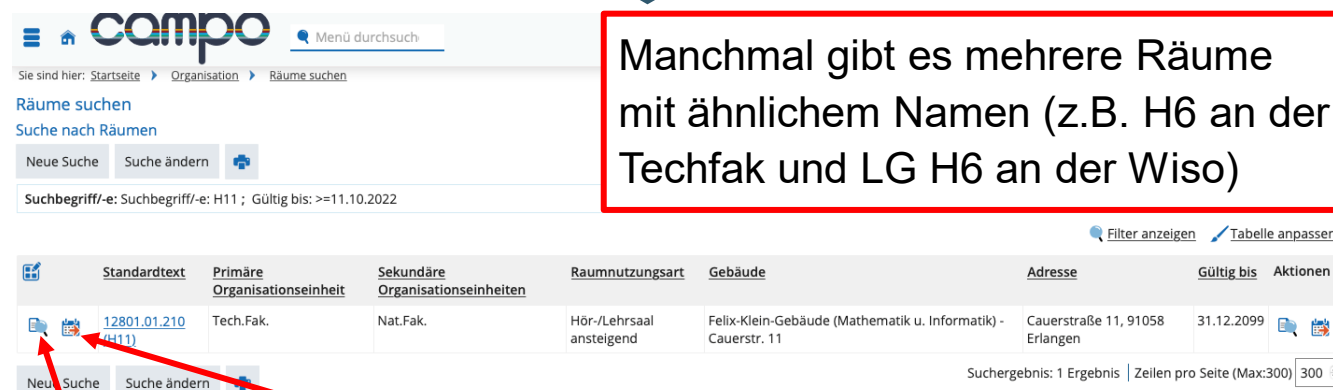 campo
Menü durchsuch
Sie sind hier: Startseite Organisation Räume suchen
Räume suchen
Suche nach Räumen
Neue Suche Suche ändern
Suchbegriff/-e: Suchbegriff/-e: H11 ; Gültig bis: >=11.10.2022
Manchmal gibt es mehrere Räume
mit ähnlichem Namen (z.B. H6 an der
Techfak und LG H6 an der Wiso)
Filter anzeigen Tabelle anpassen
Standardtext Primäre Organisationseinheit Sekundäre Organisationseinheiten Raumnutzungsart Gebäude Adresse Gültig bis Aktionen
12801.01.210 Tech.Fak. Nat.Fak. Hör-/Lehrsaal Felix-Klein-Gebäude (Mathematik u. Informatik) - Cauerstraße 11, 91058 31.12.2099
(H11) ansteigend Cauerstr. 11 Erlangen
Suchergebnis: 1 Ergebnis | Zeilen pro Seite (Max:300) 300
Neue Suche Suche ändern